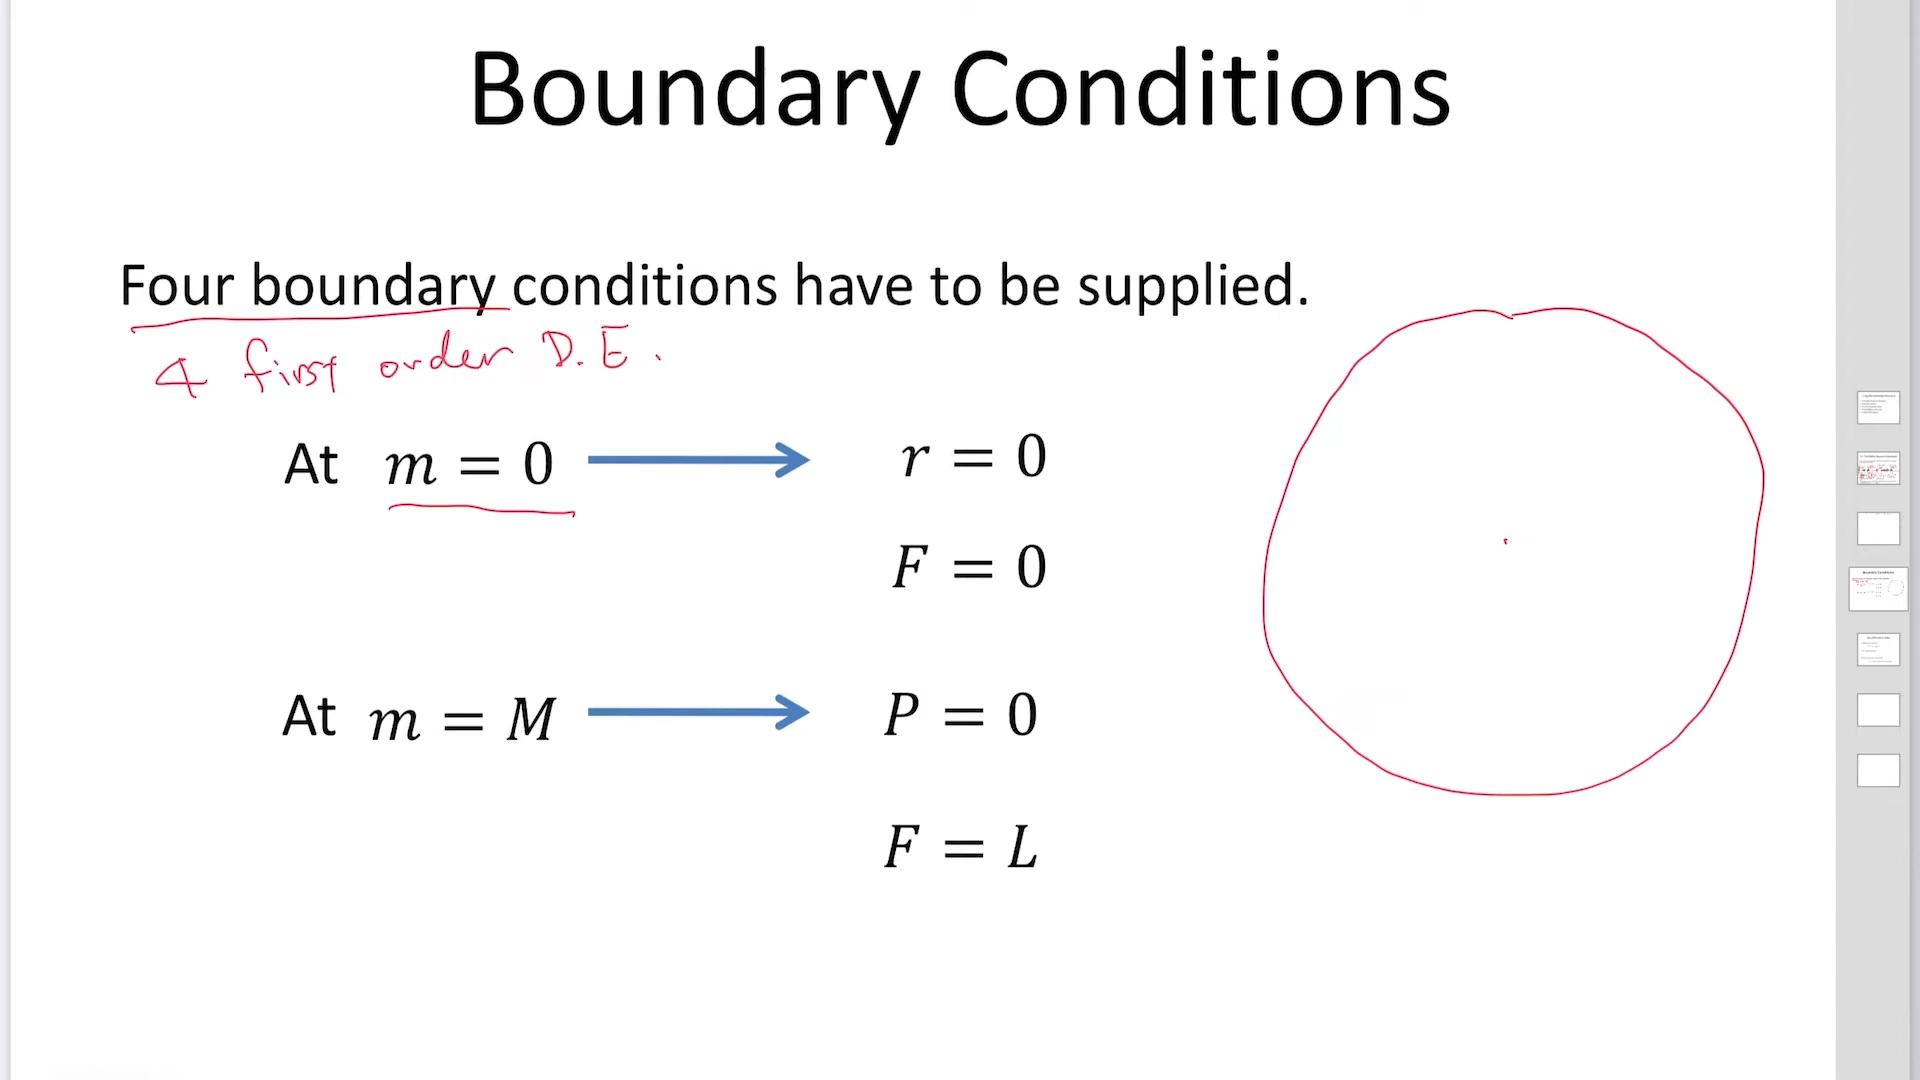 Boundary Conditions
Four boundary conditions have to be supplied.
4 first order D.E.
At m = 0 r = 0
F = 0
At m = M P = 0
F = L